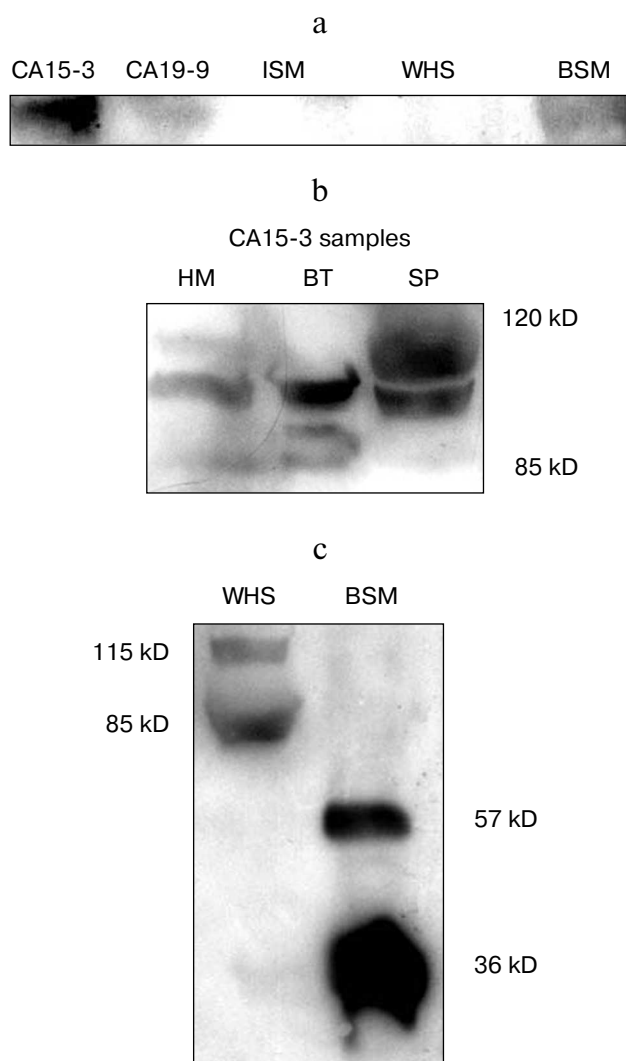 a
CA15-3 CA19-9 ISM WHS BSM
b
CA15-3 samples
HM BT SP
120 kD
85 kD
c
WHS BSM
115 kD
85 kD
57 kD
36 kD